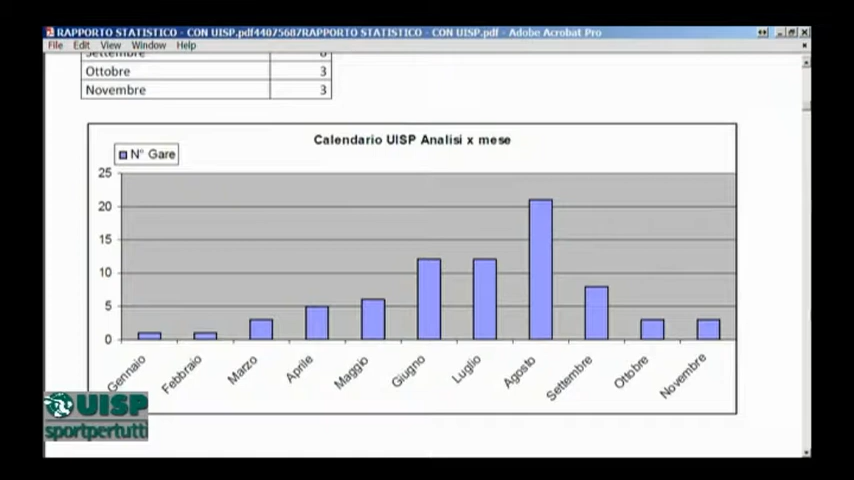 RAPPORTO STATISTICO - CON UISP.pdf44075687RAPPORTO STATISTICO - CON UISP.pdf - Adobe Acrobat Pro
File Edit View Window Help
Settembre 8
Ottobre 3
Novembre 3
Calendario UISP Analisi x mese
N° Gare
25
20
15
10
5
0
Gennaio Febbraio Marzo Aprile Maggio Giugno Luglio Agosto Settembre Ottobre Novembre
UISP
sportpertutti